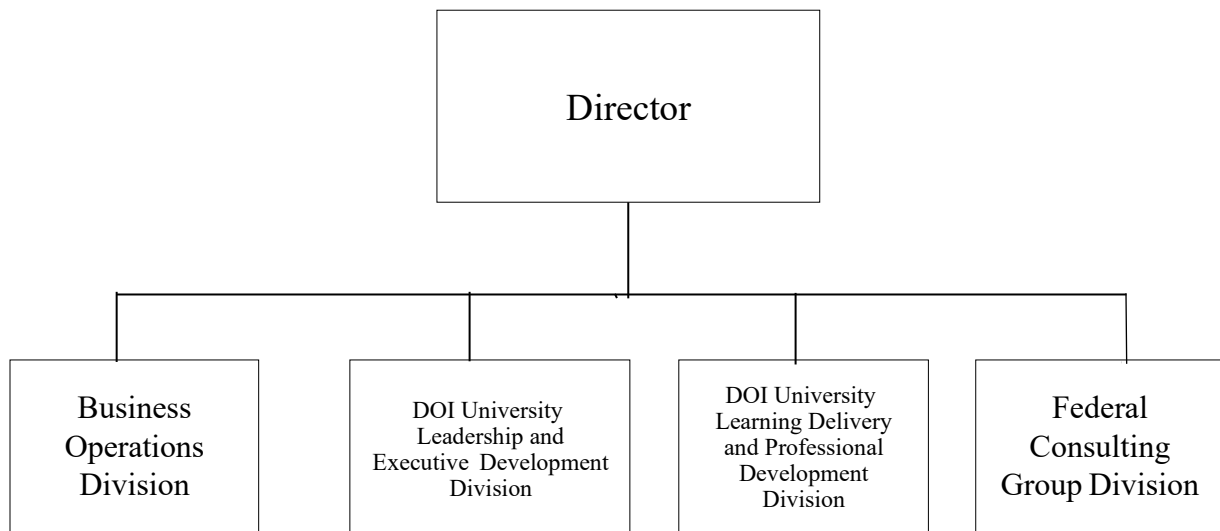 Director
Business
Operations
Division
DOI University
Leadership and
Executive Development
Division
DOI University
Learning Delivery
and Professional
Development
Division
Federal
Consulting
Group Division